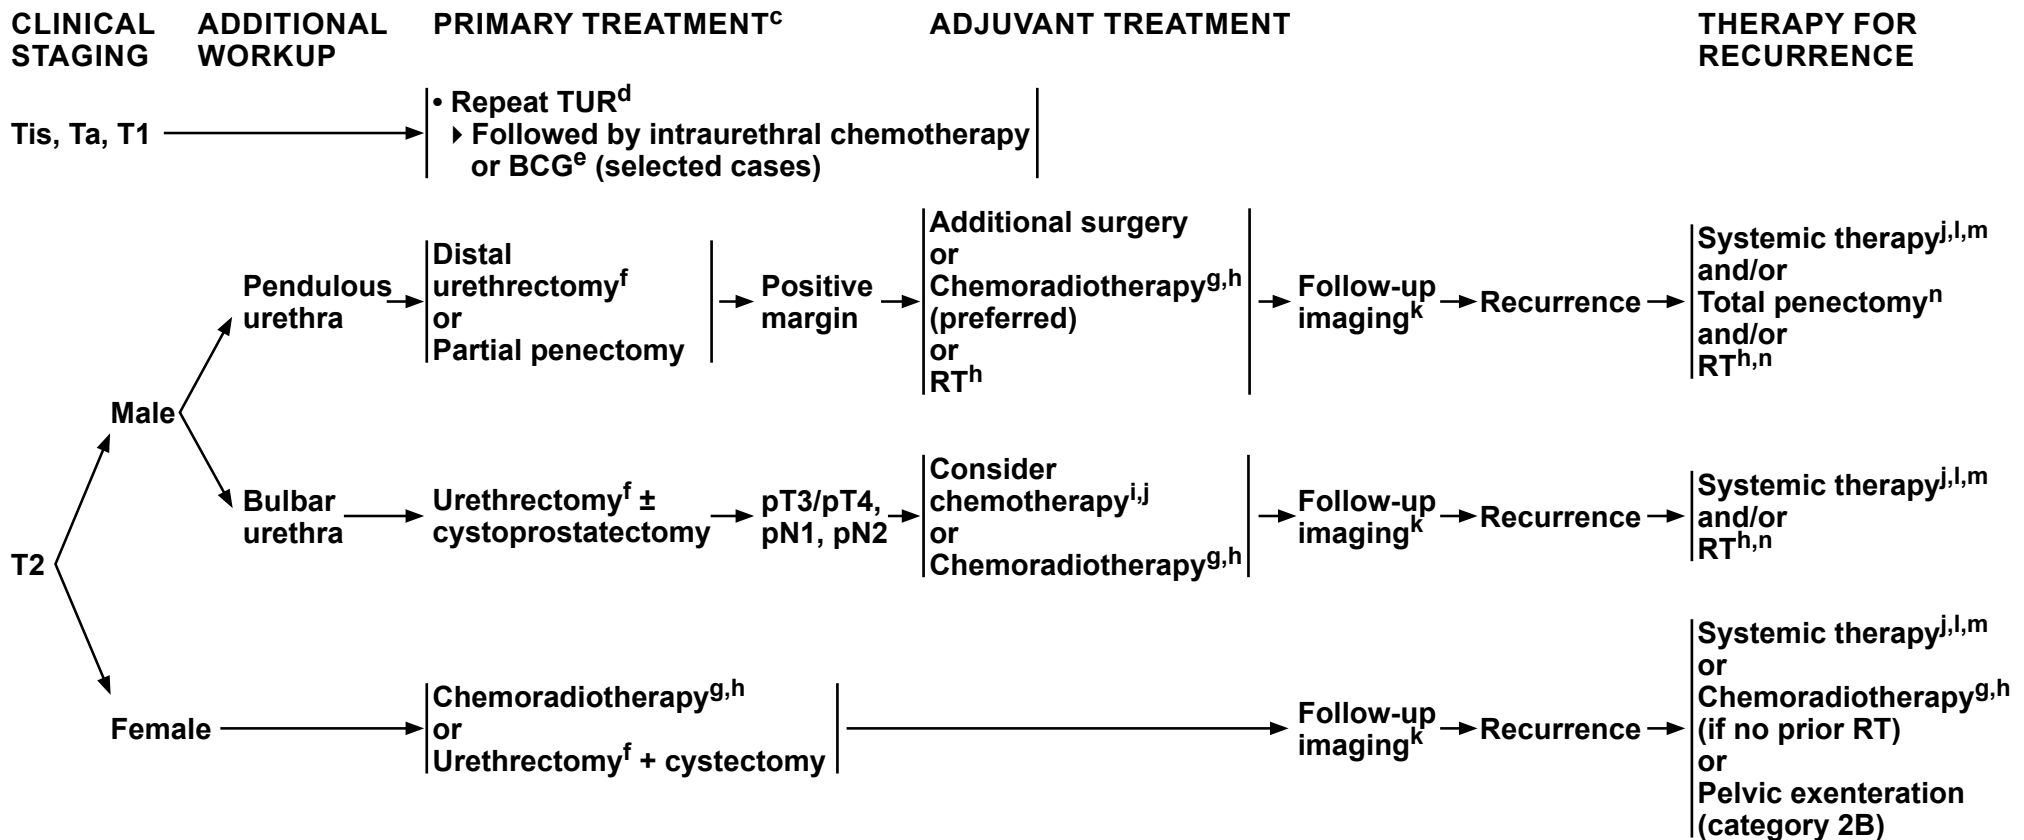 CLINICAL
STAGING
ADDITIONAL
WORKUP
PRIMARY TREATMENTᶜ
ADJUVANT TREATMENT
THERAPY FOR
RECURRENCE
Tis, Ta, T1
• Repeat TURᵈ
▸ Followed by intraurethral chemotherapy
or BCGᵉ (selected cases)
T2
Male
Pendulous
urethra
Distal
urethrectomyᶠ
or
Partial penectomy
Positive
margin
Additional surgery
or
Chemoradiotherapyᵍ,ʰ
(preferred)
or
RTʰ
Follow-up
imagingᵏ
Recurrence
Systemic therapyʲ,ˡ,ᵐ
and/or
Total penectomyⁿ
and/or
RTʰ,ⁿ
Bulbar
urethra
Urethrectomyᶠ ±
cystoprostatectomy
pT3/pT4,
pN1, pN2
Consider
chemotherapyⁱ,ʲ
or
Chemoradiotherapyᵍ,ʰ
Follow-up
imagingᵏ
Recurrence
Systemic therapyʲ,ˡ,ᵐ
and/or
RTʰ,ⁿ
Female
Chemoradiotherapyᵍ,ʰ
or
Urethrectomyᶠ + cystectomy
Follow-up
imagingᵏ
Recurrence
Systemic therapyʲ,ˡ,ᵐ
or
Chemoradiotherapyᵍ,ʰ
(if no prior RT)
or
Pelvic exenteration
(category 2B)